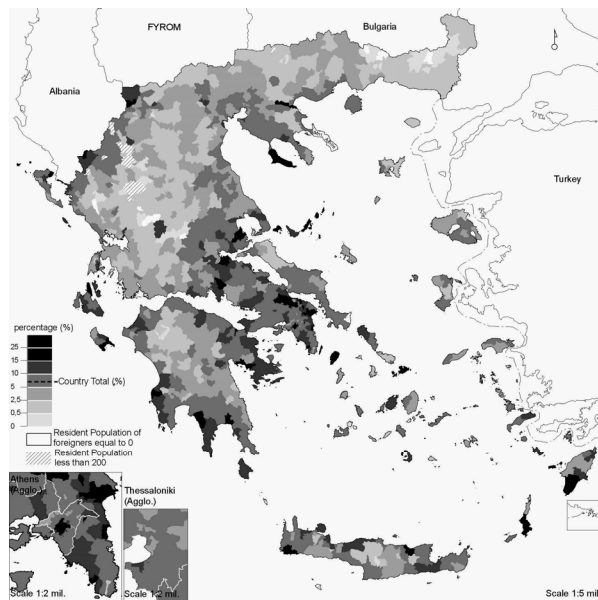 FYROM
Bulgaria
Albania
Turkey
percentage (%)
25
15
10
5
2,5
0,5
0
Country Total (%)
Resident Population of
foreigners equal to 0
Resident Population
less than 200
Athens
(Agglo.)
Scale 1:2 mil.
Thessaloniki
(Agglo.)
Scale 1:2 mil.
Scale 1:5 mil